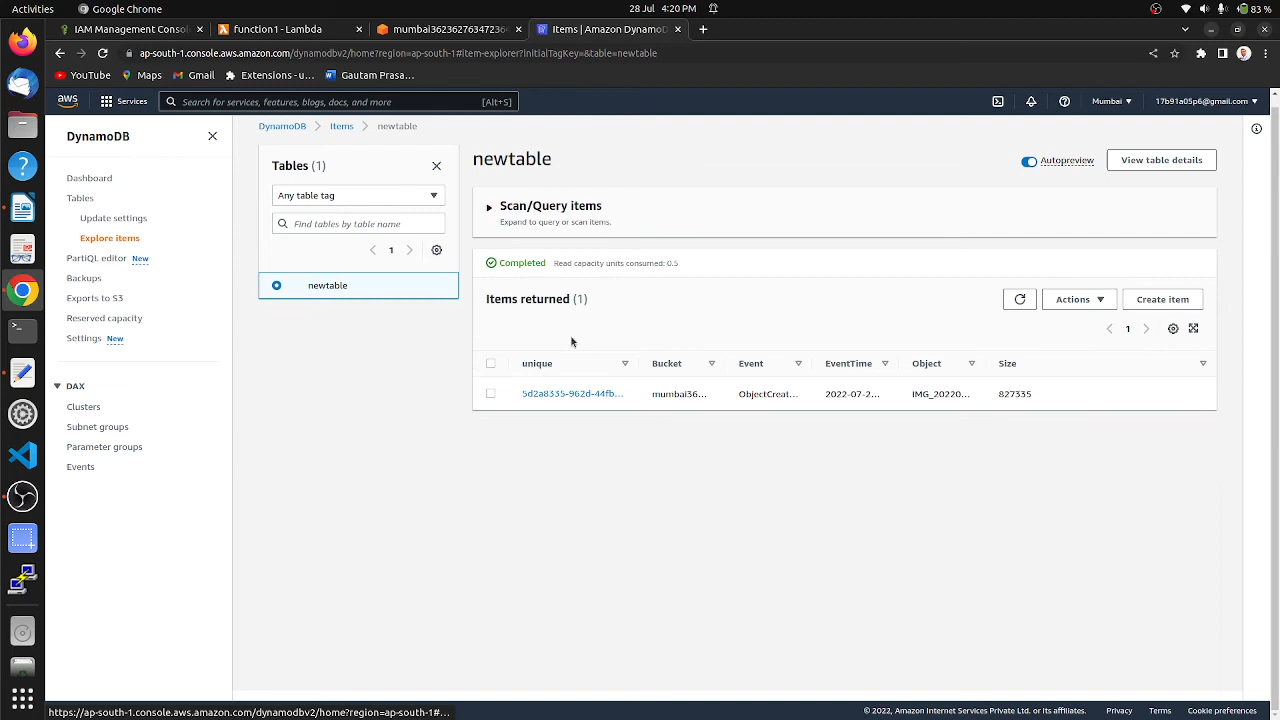 Activities
Google Chrome
28 Jul 4:20 PM
83 %
IAM Management Cons
function1 - Lambda
mumbai362362767634723
Items | Amazon DynamoD
ap-south-1.console.aws.amazon.com/dynamodbv2/home?region=ap-south-1#item-explorer?initialTagKey=&table=newtable
YouTube
Maps
Gmail
Extensions - u...
Gautam Prasa...
aws
Services
Search for services, features, blogs, docs, and more
[Alt+S]
Mumbai
17b91a05p6@gmail.com
DynamoDB
Dashboard
Tables
Update settings
Explore items
PartiQL editor New
Backups
Exports to S3
Reserved capacity
Settings New
DAX
Clusters
Subnet groups
Parameter groups
Events
DynamoDB
Items
newtable
Tables (1)
Any table tag
Find tables by table name
1
newtable
newtable
Autopreview
View table details
Scan/Query items
Expand to query or scan items.
Completed Read capacity units consumed: 0.5
Items returned (1)
Actions
Create item
1
unique Bucket Event EventTime Object Size
5d2a8335-962d-44fb... mumbai36... ObjectCreat... 2022-07-2... IMG_20220... 827335
https://ap-south-1.console.aws.amazon.com/dynamodbv2/home?region=ap-south-1#...
© 2022, Amazon Internet Services Private Ltd. or its affiliates.
Privacy
Terms
Cookie preferences